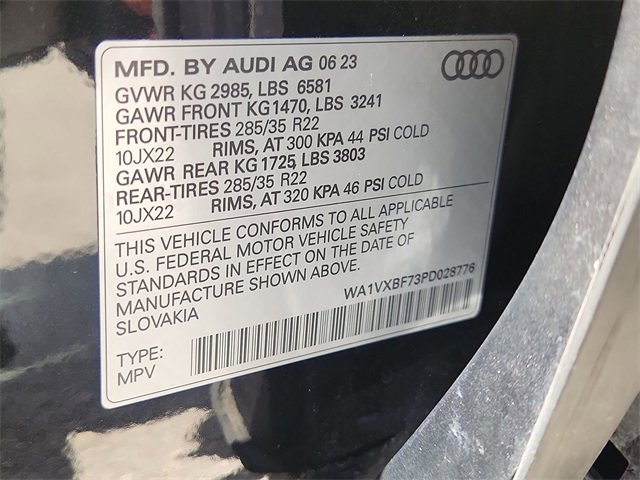 MFD. BY AUDI AG 06 23
GVWR KG 2985, LBS 6581
GAWR FRONT KG1470, LBS 3241
FRONT-TIRES 285/35 R22
10JX22 RIMS, AT 300 KPA 44 PSI COLD
GAWR REAR KG 1725, LBS 3803
REAR-TIRES 285/35 R22
10JX22 RIMS, AT 320 KPA 46 PSI COLD
THIS VEHICLE CONFORMS TO ALL APPLICABLE
U.S. FEDERAL MOTOR VEHICLE SAFETY
STANDARDS IN EFFECT ON THE DATE OF
MANUFACTURE SHOWN ABOVE.
SLOVAKIA
WA1VXBF73PD028776
TYPE:
MPV